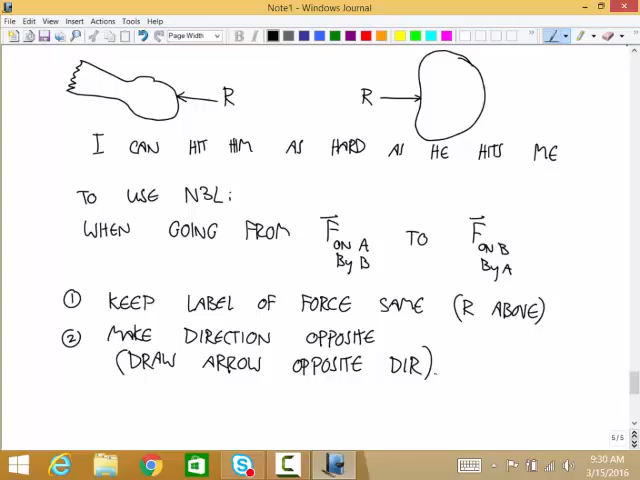 Note1 - Windows Journal
File Edit View Insert Actions Tools Help
Page Width
B I
R
R
I CAN HIT HIM AS HARD AS HE HITS ME
TO USE N3L:
WHEN GOING FROM F ON A By B TO F ON B By A
① KEEP LABEL OF FORCE SAME (R ABOVE)
② MAKE DIRECTION OPPOSITE
(DRAW ARROW OPPOSITE DIR).
5/5
9:30 AM
3/15/2016